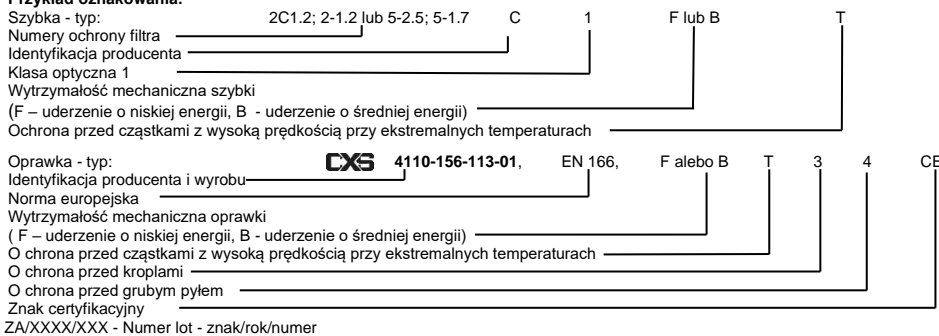 Przykład oznakowania:
Szybka - typ: 2C1.2; 2-1.2 lub 5-2.5; 5-1.7 C 1 F lub B T
Numery ochrony filtra
Identyfikacja producenta
Klasa optyczna 1
Wytrzymałość mechaniczna szybki
(F – uderzenie o niskiej energii, B - uderzenie o średniej energii)
Ochrona przed cząstkami z wysoką prędkością przy ekstremalnych temperaturach
Oprawka - typ: CXS 4110-156-113-01, EN 166, F alebo B T 3 4 CE
Identyfikacja producenta i wyrobu
Norma europejska
Wytrzymałość mechaniczna oprawki
( F – uderzenie o niskiej energii, B - uderzenie o średniej energii)
O chrona przed cząstkami z wysoką prędkością przy ekstremalnych temperaturach
O chrona przed kroplami
O chrona przed grubym pyłem
Znak certyfikacyjny
ZA/XXXX/XXX - Numer lot - znak/rok/numer